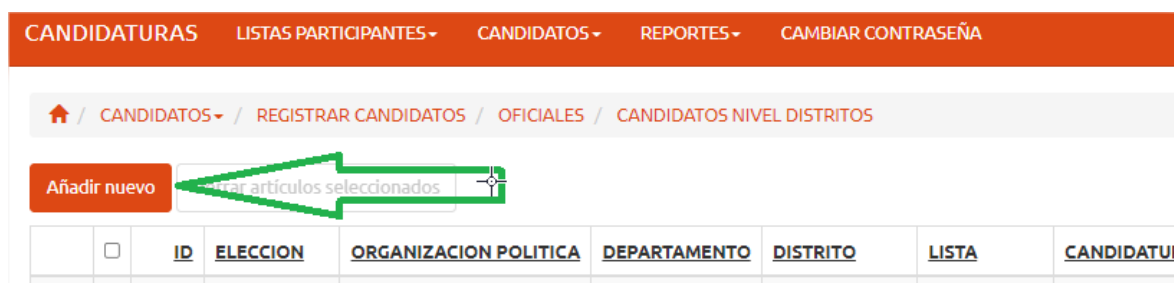 CANDIDATURAS LISTAS PARTICIPANTES CANDIDATOS REPORTES CAMBIAR CONTRASEÑA
/ CANDIDATOS / REGISTRAR CANDIDATOS / OFICIALES / CANDIDATOS NIVEL DISTRITOS
Añadir nuevo artículos seleccionados
ID ELECCION ORGANIZACION POLITICA DEPARTAMENTO DISTRITO LISTA